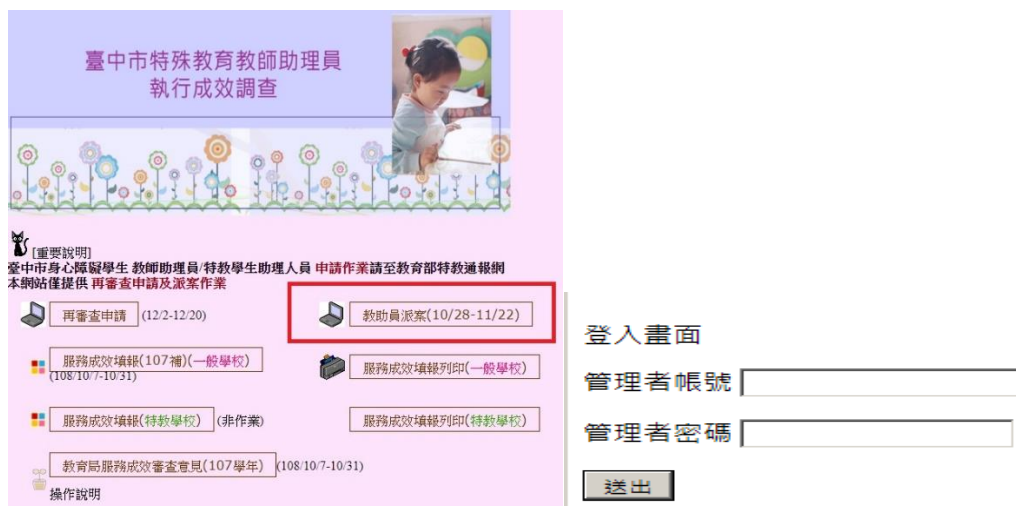 臺中市特殊教育教師助理員
執行成效調查
[重要說明]
臺中市身心障礙學生 教師助理員/特教學生助理人員 申請作業請至教育部特教通報網
本網站僅提供 再審查申請及派案作業
再審查申請 (12/2-12/20)
教助員派案(10/28-11/22)
服務成效填報(107補)(一般學校)
(108/10/7-10/31)
服務成效填報列印(一般學校)
服務成效填報(特教學校) (非作業)
服務成效填報列印(特教學校)
教育局服務成效審查意見(107學年) (108/10/7-10/31)
操作說明
登入畫面
管理者帳號
管理者密碼
送出